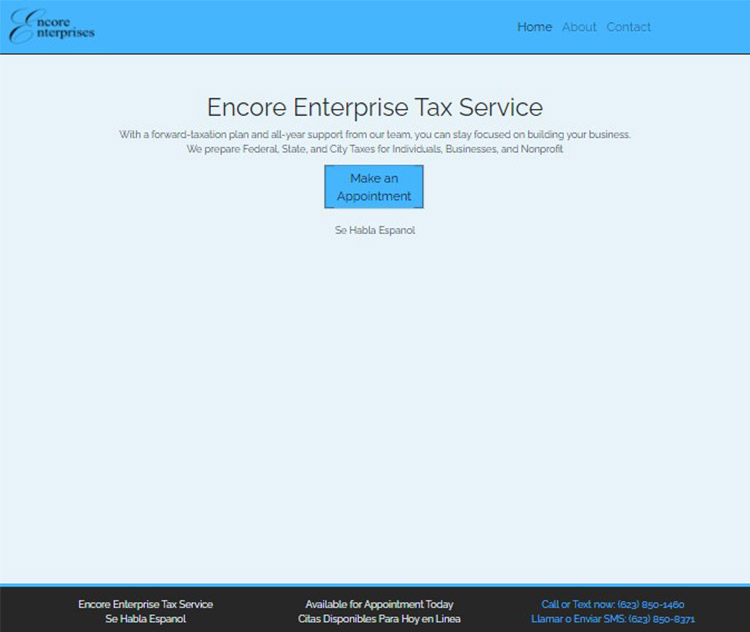 Encore
Enterprises
Home About Contact
Encore Enterprise Tax Service
With a forward-taxation plan and all-year support from our team, you can stay focused on building your business.
We prepare Federal, State, and City Taxes for Individuals, Businesses, and Nonprofit
Make an
Appointment
Se Habla Espanol
Encore Enterprise Tax Service
Se Habla Espanol
Available for Appointment Today
Citas Disponibles Para Hoy en Linea
Call or Text now: (623) 850-1460
Llamar o Enviar SMS: (623) 850-8371